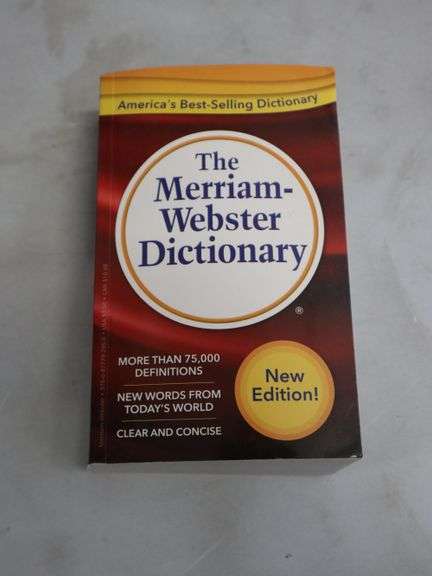 America's Best-Selling Dictionary
The
Merriam-
Webster
Dictionary
®
MORE THAN 75,000
DEFINITIONS
NEW WORDS FROM
TODAY'S WORLD
CLEAR AND CONCISE
New
Edition!